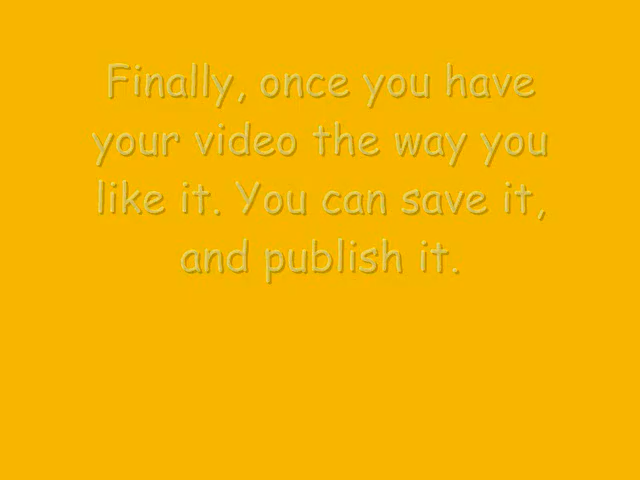 Finally, once you have
your video the way you
like it. You can save it,
and publish it.